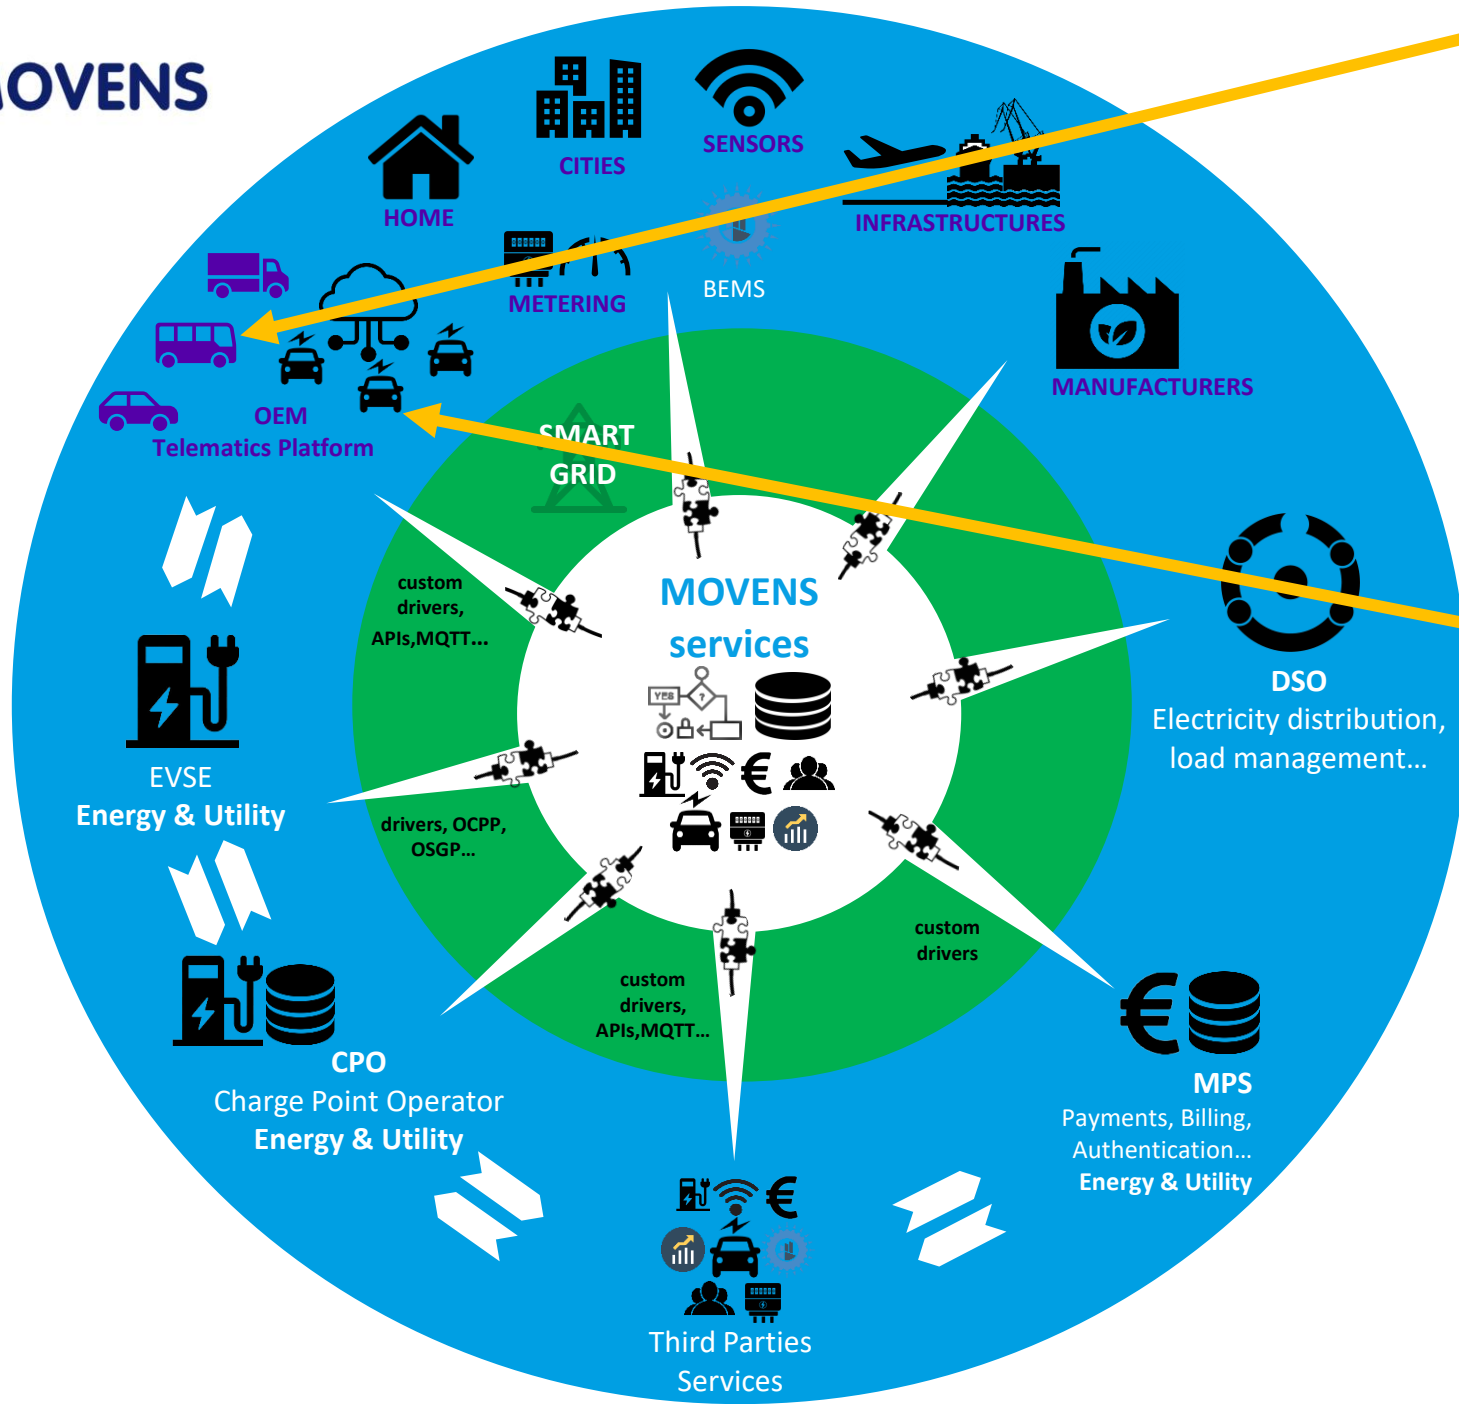 MOVENS
HOME
CITIES
SENSORS
INFRASTRUCTURES
METERING
BEMS
MANUFACTURERS
OEM
Telematics Platform
SMART
GRID
custom
drivers,
APIs,MQTT...
MOVENS
services
YES
?
DSO
Electricity distribution,
load management...
EVSE
Energy & Utility
drivers, OCPP,
OSGP...
€
custom
drivers
custom
drivers,
APIs,MQTT...
CPO
Charge Point Operator
Energy & Utility
€
MPS
Payments, Billing,
Authentication...
Energy & Utility
€
Third Parties
Services